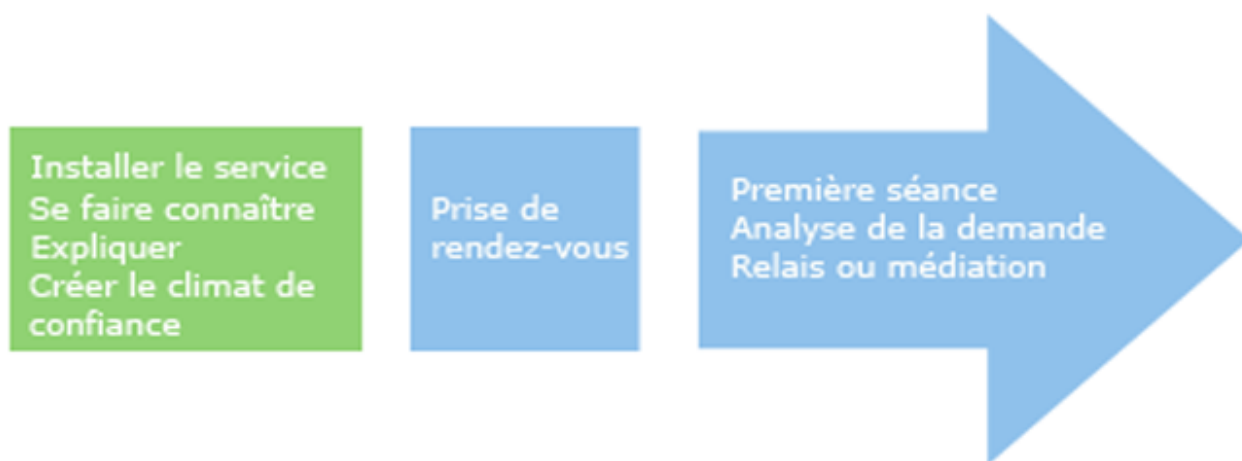 Installer le service
Se faire connaître
Expliquer
Créer le climat de
confiance
Prise de
rendez-vous
Première séance
Analyse de la demande
Relais ou médiation